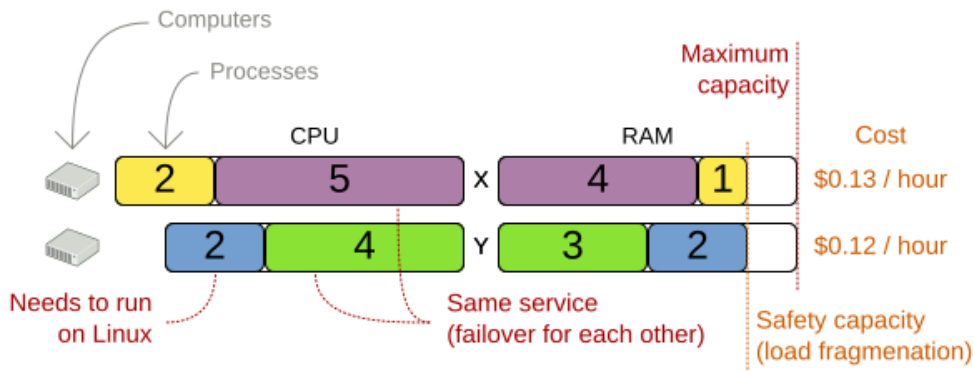 Computers
Processes
Maximum
capacity
CPU
RAM
Cost
2
5
X
4
1
$0.13 / hour
2
4
Y
3
2
$0.12 / hour
Needs to run
on Linux
Same service
(failover for each other)
Safety capacity
(load fragmenation)